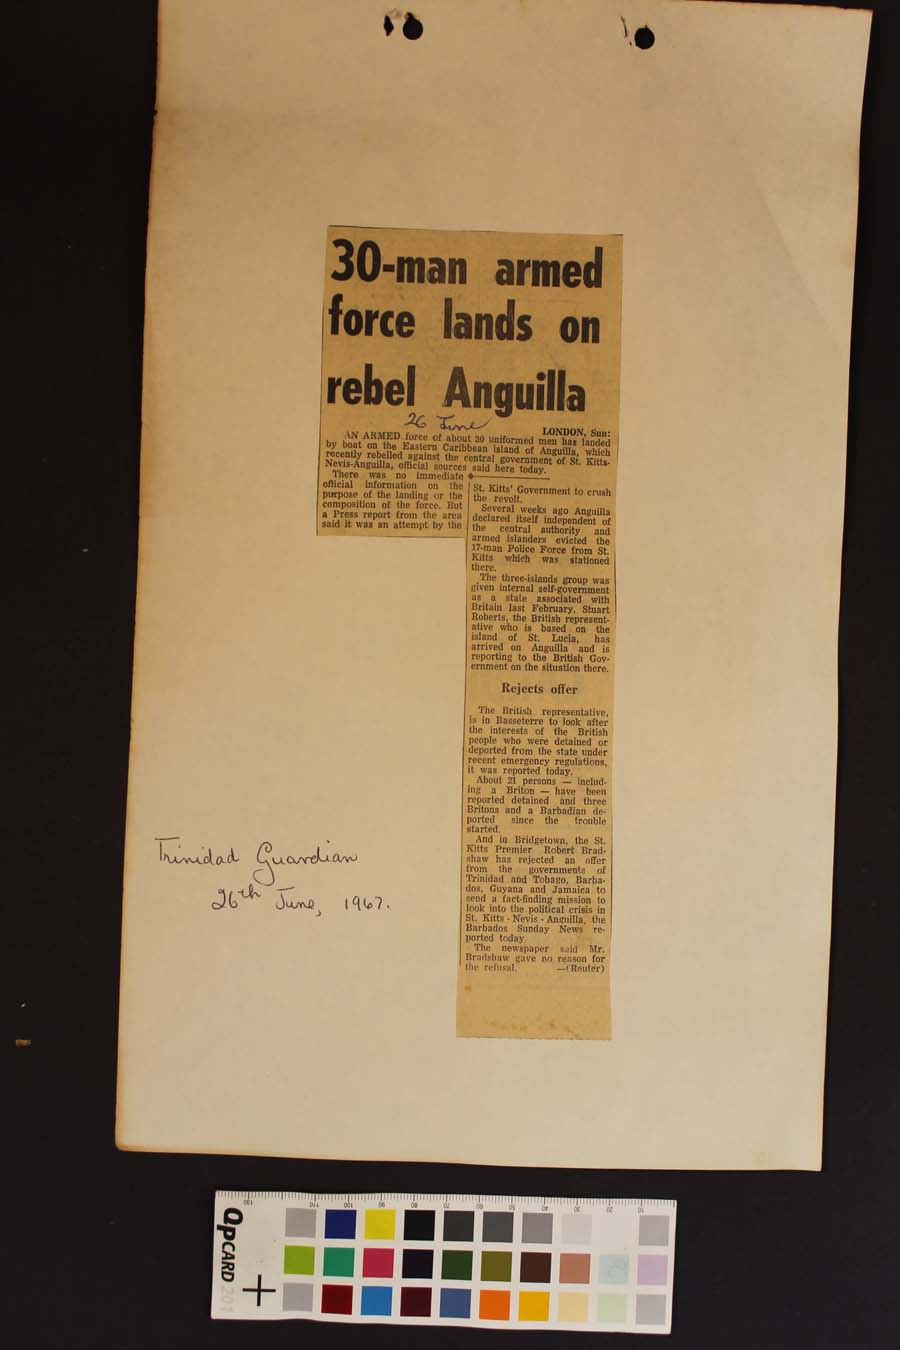 30-man armed
force lands on
rebel Anguilla
26 June
LONDON, Sun:
AN ARMED force of about 30 uniformed men has landed
by boat on the Eastern Caribbean island of Anguilla, which
recently rebelled against the central government of St. Kitts-
Nevis-Anguilla, official sources said here today.
There was no immediate
official information on the
purpose of the landing or the
composition of the force. But
a Press report from the area
said it was an attempt by the
St. Kitts' Government to crush
the revolt.
Several weeks ago Anguilla
declared itself independent of
the central authority and
armed islanders evicted the
17-man Police Force from St.
Kitts which was stationed
there.
The three-islands group was
given internal self-government
as a state associated with
Britain last February. Stuart
Roberts, the British represent-
ative who is based on the
island of St. Lucia, has
arrived on Anguilla and is
reporting to the British Gov-
ernment on the situation there.
Rejects offer
The British representative,
is in Basseterre to look after
the interests of the British
people who were detained or
deported from the state under
recent emergency regulations,
it was reported today.
About 21 persons — includ-
ing a Briton — have been
reported detained and three
Britons and a Barbadian de-
ported since the trouble
started.
And in Bridgetown, the St.
Kitts Premier Robert Brad-
shaw has rejected an offer
from the governments of
Trinidad and Tobago, Barba-
dos, Guyana and Jamaica to
send a fact-finding mission to
look into the political crisis in
St. Kitts - Nevis - Anguilla, the
Barbados Sunday News re-
ported today.
The newspaper said Mr.
Bradshaw gave no reason for
the refusal. —(Reuter)
Trinidad Guardian
26th June, 1967.
130 110 100 90 80 70 60 50 40 30 20 10
QPCARD 201